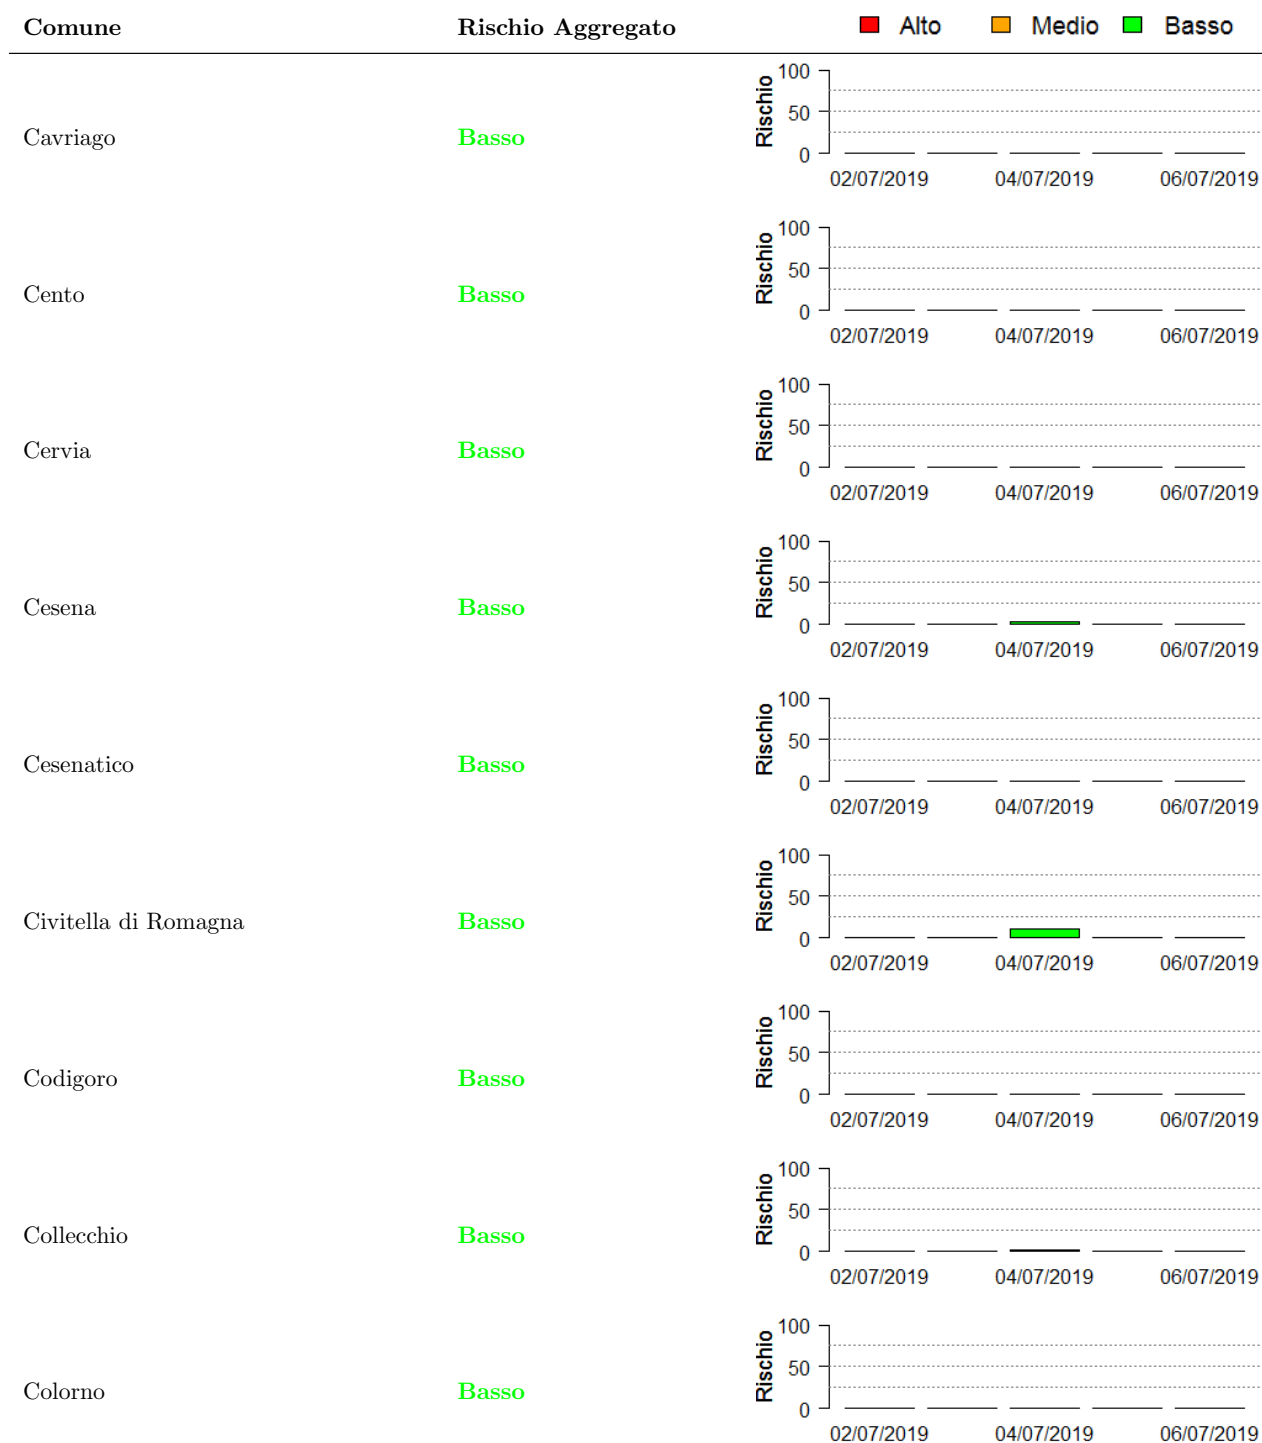 Comune Rischio Aggregato Alto Medio Basso
100
50
0
Rischio
Cavriago Basso
02/07/2019 04/07/2019 06/07/2019
100
50
0
Rischio
Cento Basso
02/07/2019 04/07/2019 06/07/2019
100
50
0
Rischio
Cervia Basso
02/07/2019 04/07/2019 06/07/2019
100
50
0
Rischio
Cesena Basso
02/07/2019 04/07/2019 06/07/2019
100
50
0
Rischio
Cesenatico Basso
02/07/2019 04/07/2019 06/07/2019
100
50
0
Rischio
Civitella di Romagna Basso
02/07/2019 04/07/2019 06/07/2019
100
50
0
Rischio
Codigoro Basso
02/07/2019 04/07/2019 06/07/2019
100
50
0
Rischio
Collecchio Basso
02/07/2019 04/07/2019 06/07/2019
100
50
0
Rischio
Colorno Basso
02/07/2019 04/07/2019 06/07/2019